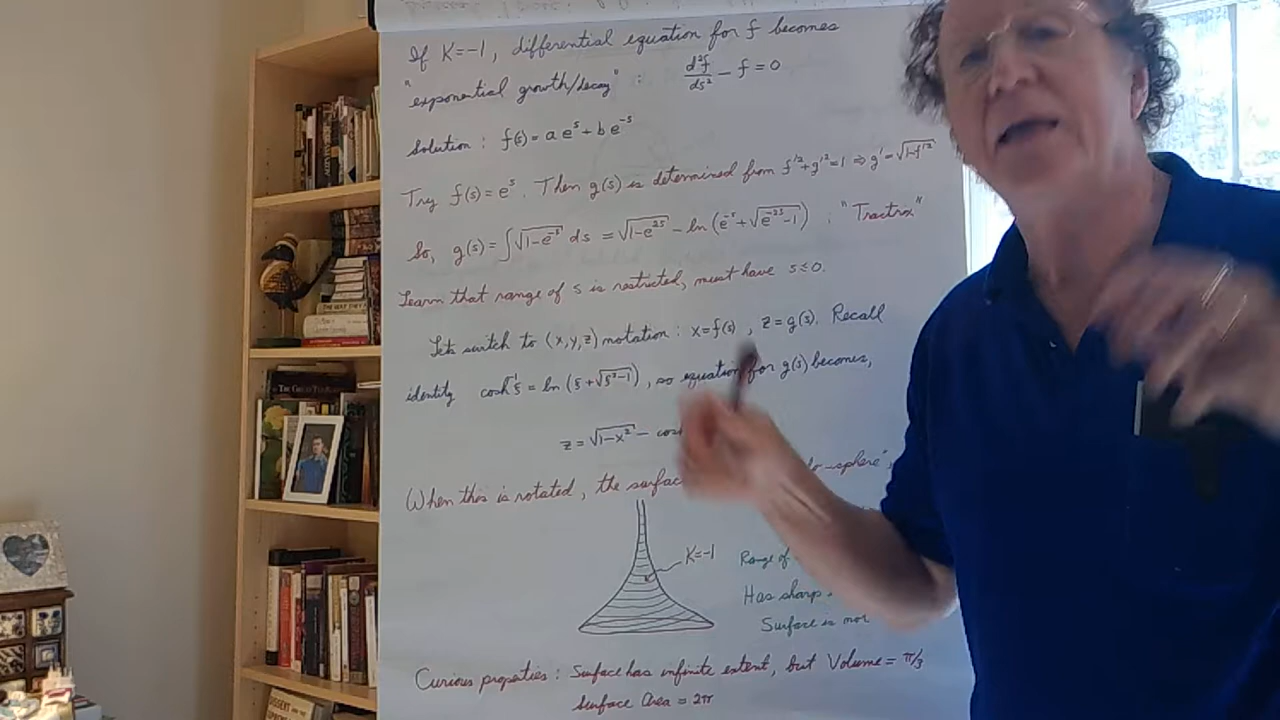 If K=-1, differential equation for f becomes
"exponential growth/decay" : d²f/ds² - f = 0
Solution : f(s) = a e^s + b e^-s
Try f(s) = e^s. Then g(s) is determined from f'^2+g'^2=1 ⇒ g'=√(1-f'^2)
So, g(s) = ∫√(1-e^-s) ds = √(1-e^2s) - ln(e^-s + √(e^-2s - 1)) ; "Tractrix"
Learn that range of s is restricted, must have s≤0.
Lets switch to (x,y,z) notation : x=f(s), z=g(s). Recall
identity cosh^-1 ξ = ln(ξ+√(ξ²-1)), so equation for g(s) becomes,
z = √(1-x²) -
When this is rotated, the
K=-1
Range of
Has sharp
Surface is
Curious properties : Surface has infinite extent, but Volume = π/3
Surface Area = 2π
THE GREAT